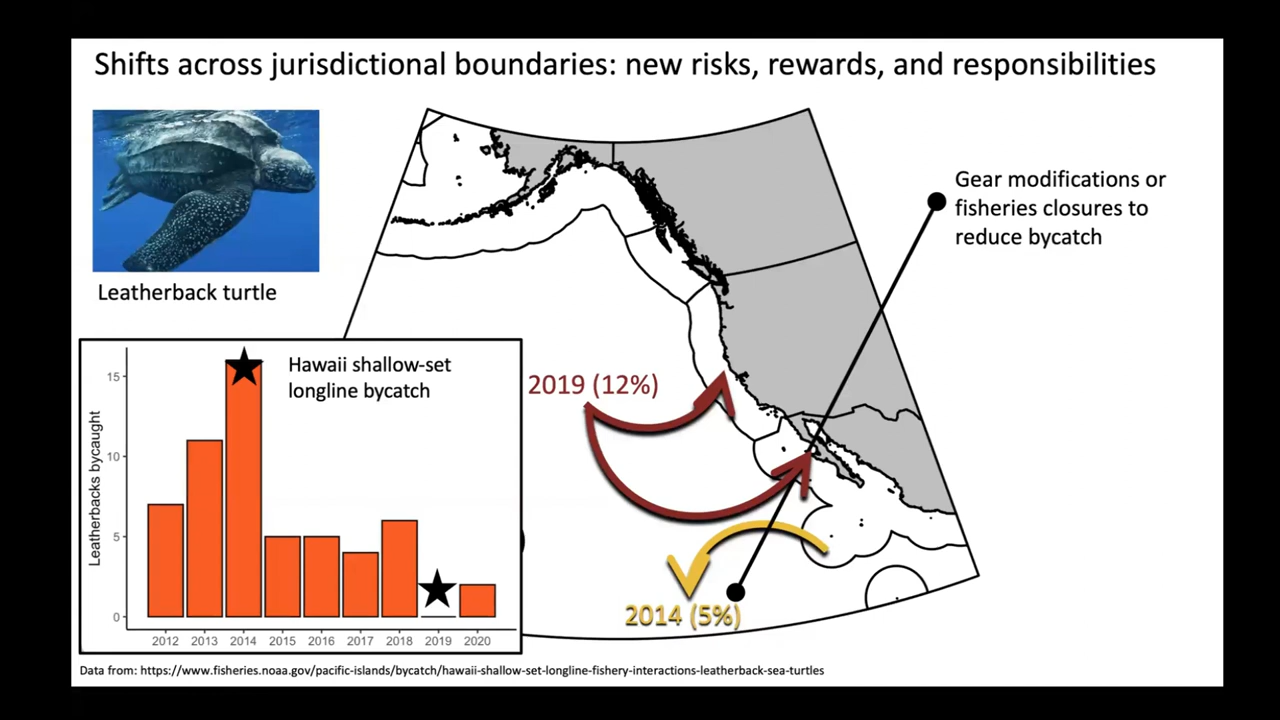 Shifts across jurisdictional boundaries: new risks, rewards, and responsibilities
Leatherback turtle
Gear modifications or
fisheries closures to
reduce bycatch
Hawaii shallow-set
longline bycatch
Leatherbacks bycaught
15
10
5
0
2012 2013 2014 2015 2016 2017 2018 2019 2020
2019 (12%)
2014 (5%)
Data from: https://www.fisheries.noaa.gov/pacific-islands/bycatch/hawaii-shallow-set-longline-fishery-interactions-leatherback-sea-turtles